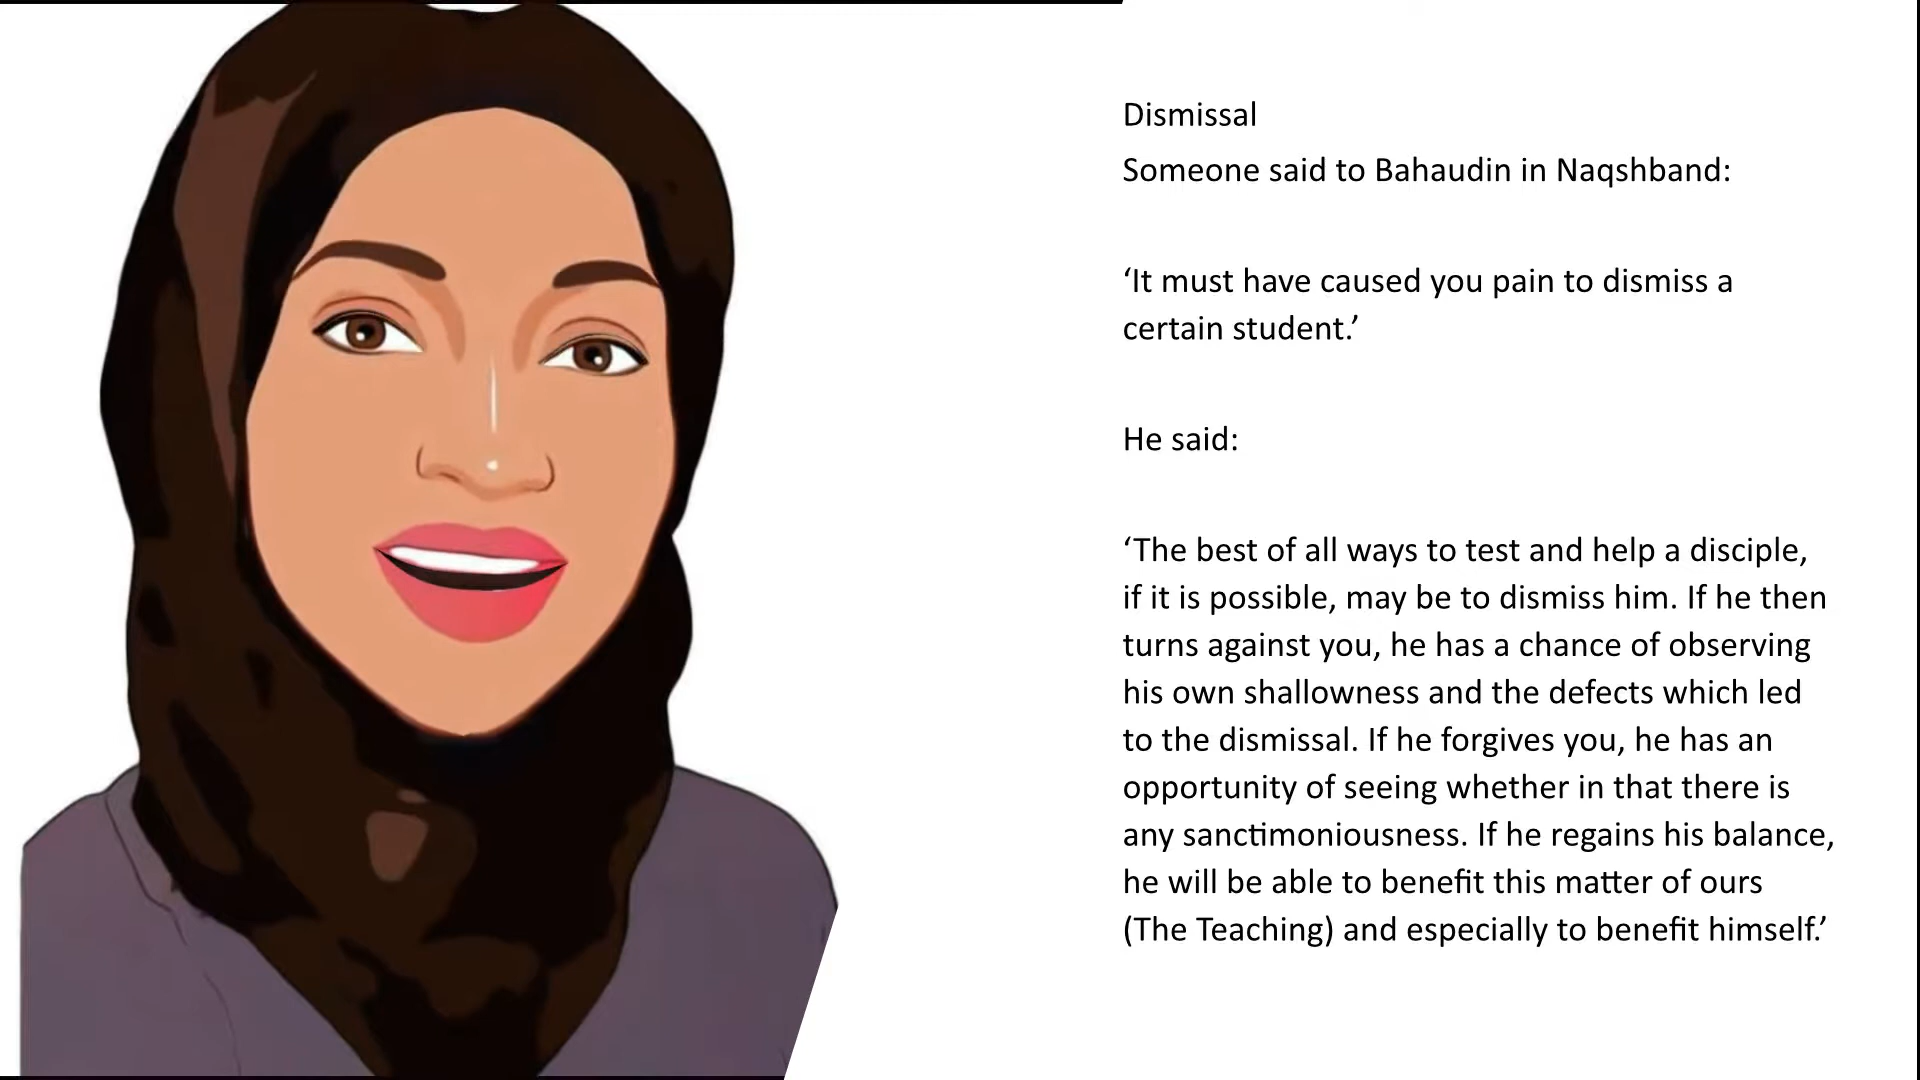 Dismissal
Someone said to Bahaudin in Naqshband:
‘It must have caused you pain to dismiss a
certain student.’
He said:
‘The best of all ways to test and help a disciple,
if it is possible, may be to dismiss him. If he then
turns against you, he has a chance of observing
his own shallowness and the defects which led
to the dismissal. If he forgives you, he has an
opportunity of seeing whether in that there is
any sanctimoniousness. If he regains his balance,
he will be able to benefit this matter of ours
(The Teaching) and especially to benefit himself.’